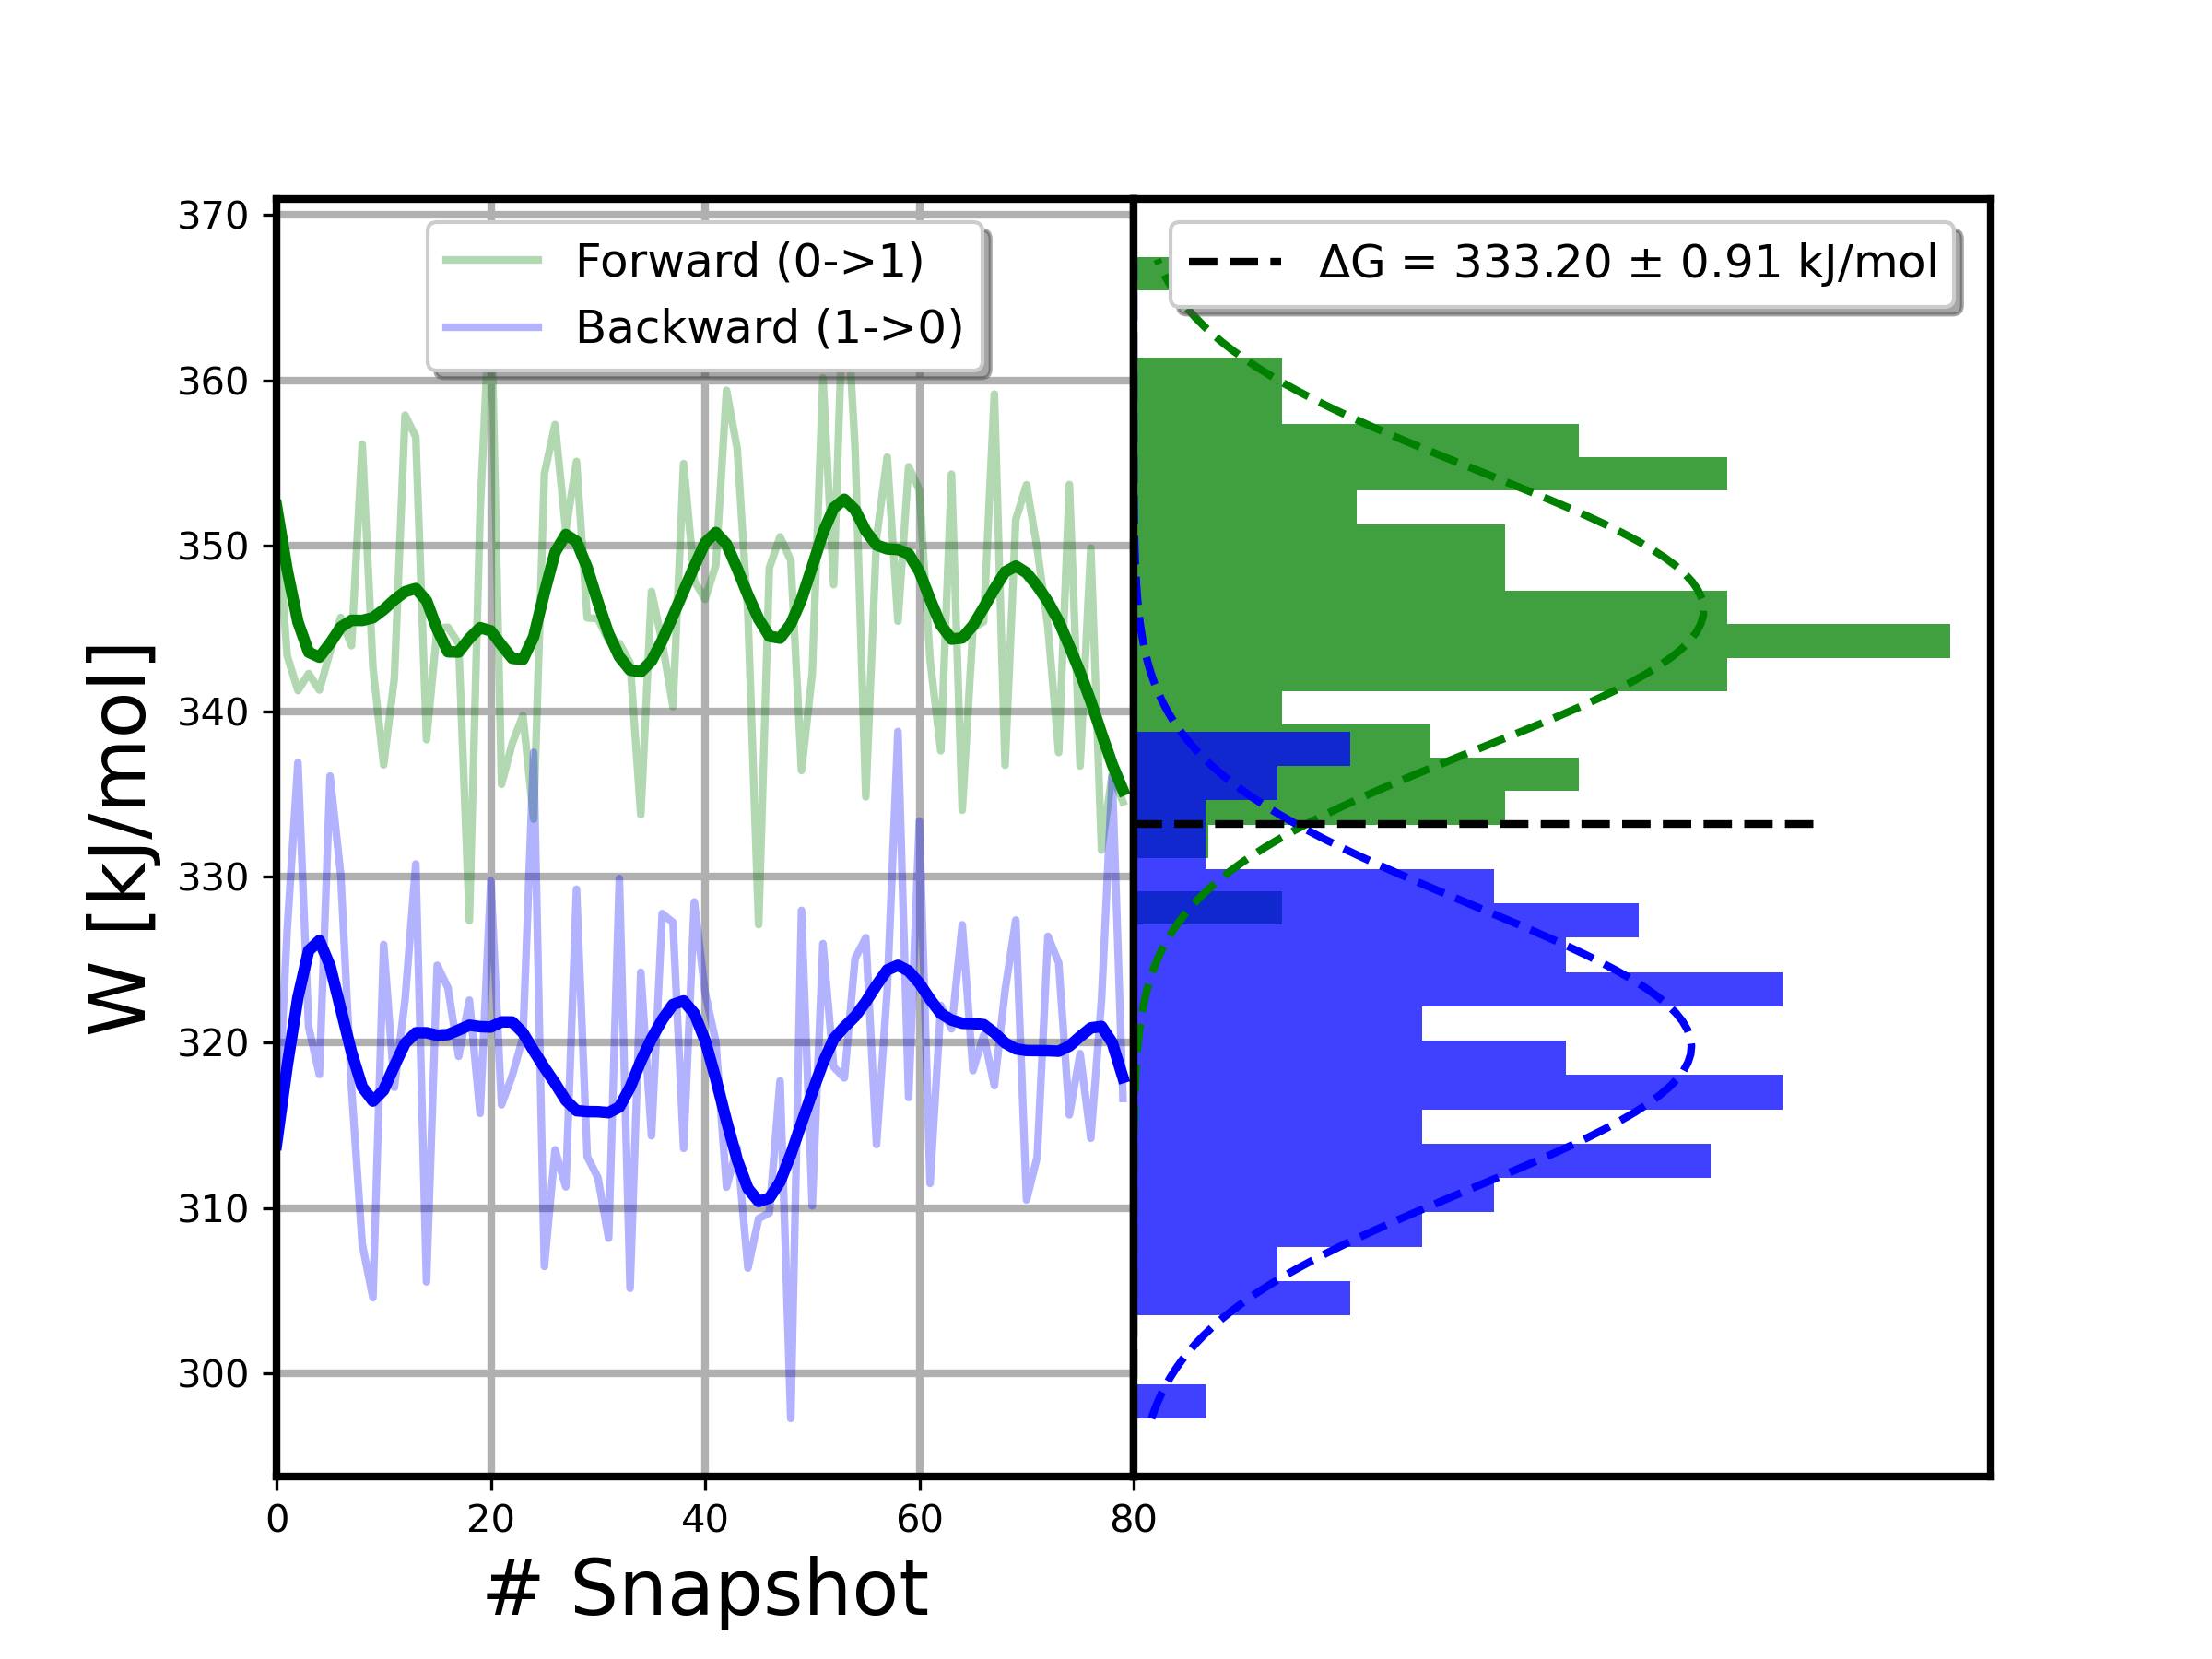 370
360
350
340
330
320
310
300
W [kJ/mol]
Forward (0->1)
Backward (1->0)
ΔG = 333.20 ± 0.91 kJ/mol
0
20
40
60
80
# Snapshot